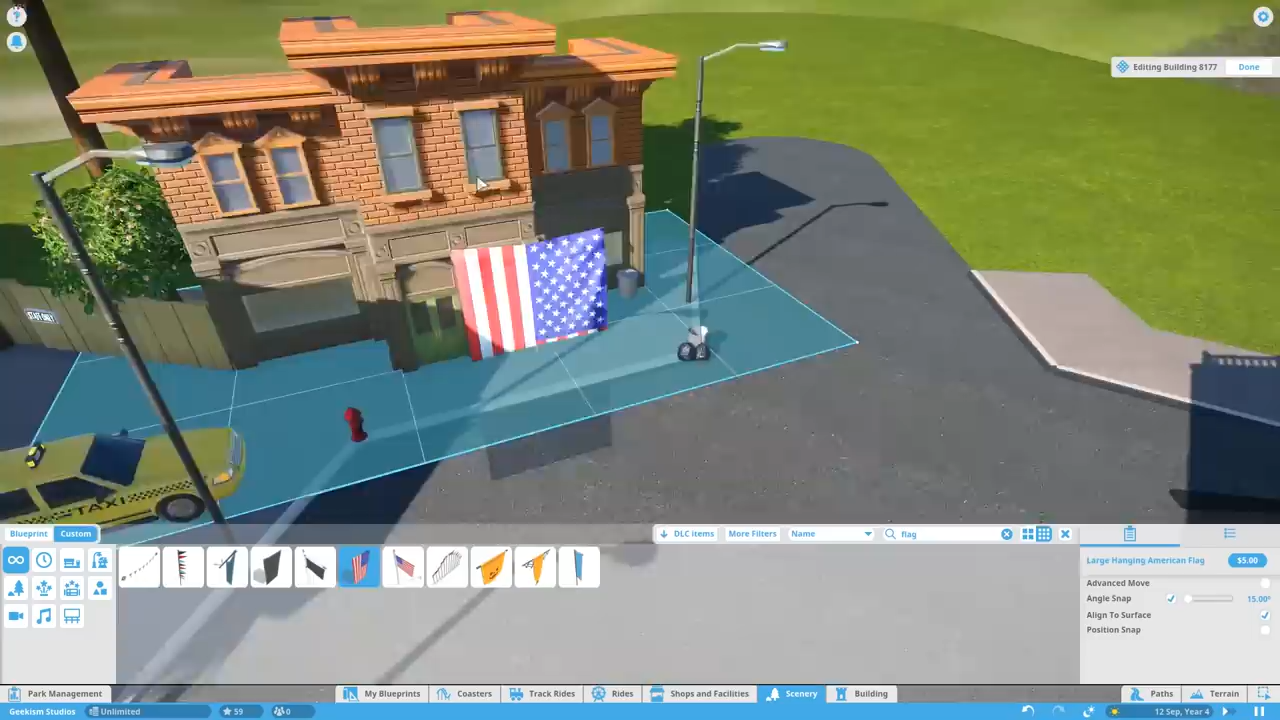 Editing Building 8177 Done
STAFF ONLY
TAXI
Blueprint Custom DLC items More Filters Name flag
Large Hanging American Flag $5.00
Advanced Move
Angle Snap 15.00°
Align To Surface
Position Snap
Park Management My Blueprints Coasters Track Rides Rides Shops and Facilities Scenery Building Paths Terrain
Geekism Studios Unlimited 59 0 12 Sep, Year 4